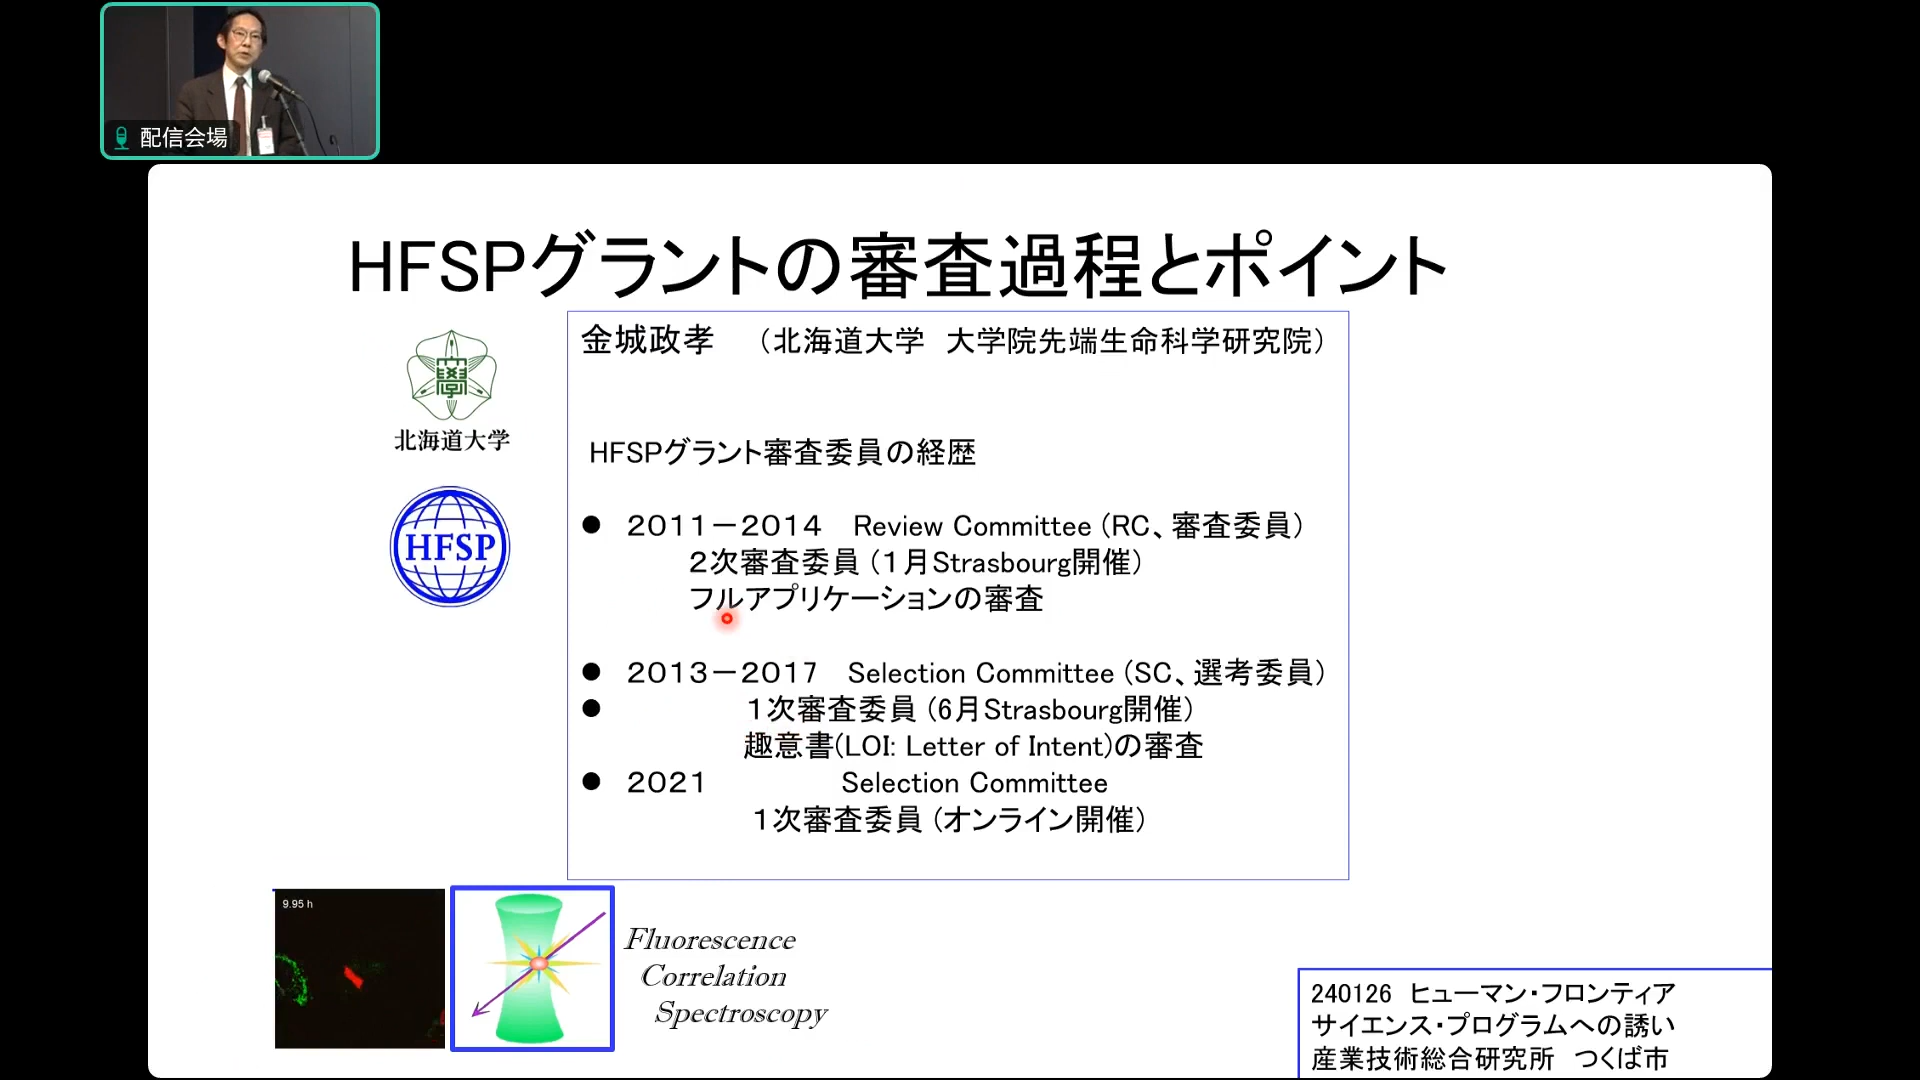 配信会場
HFSPグラントの審査過程とポイント
金城政孝　（北海道大学　大学院先端生命科学研究院）
北海道大学
HFSPグラント審査委員の経歴
HFSP
● 2011－2014　Review Committee (RC、審査委員)
2次審査委員 (1月Strasbourg開催)
フルアプリケーションの審査
● 2013－2017　Selection Committee (SC、選考委員)
● 1次審査委員 (6月Strasbourg開催)
趣意書(LOI: Letter of Intent)の審査
● 2021　Selection Committee
1次審査委員 (オンライン開催)
9.95 h
Fluorescence
Correlation
Spectroscopy
240126　ヒューマン・フロンティア
サイエンス・プログラムへの誘い
産業技術総合研究所　つくば市